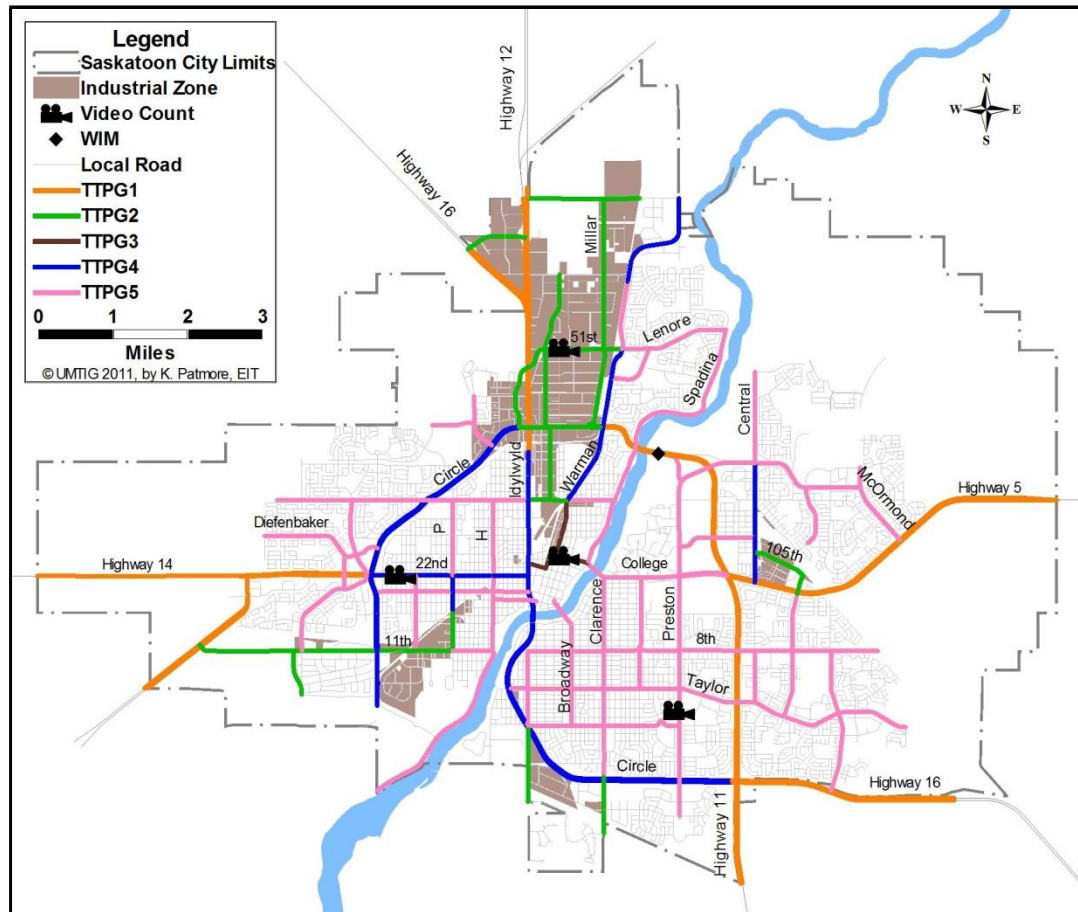 Legend
Saskatoon City Limits
Industrial Zone
Video Count
WIM
Local Road
TTPG1
TTPG2
TTPG3
TTPG4
TTPG5
0 1 2 3
Miles
© UMTIG 2011, by K. Patmore, EIT
Highway 12
N
W E
S
Highway 16
Millar
51st
Lenore
Spadina
Central
Circle
Idylwyld
Warman
McOrmond
Highway 5
Diefenbaker
P
H
105th
Highway 14
22nd
College
Clarence
Preston
11th
8th
Broadway
Taylor
Circle
Highway 16
Highway 11